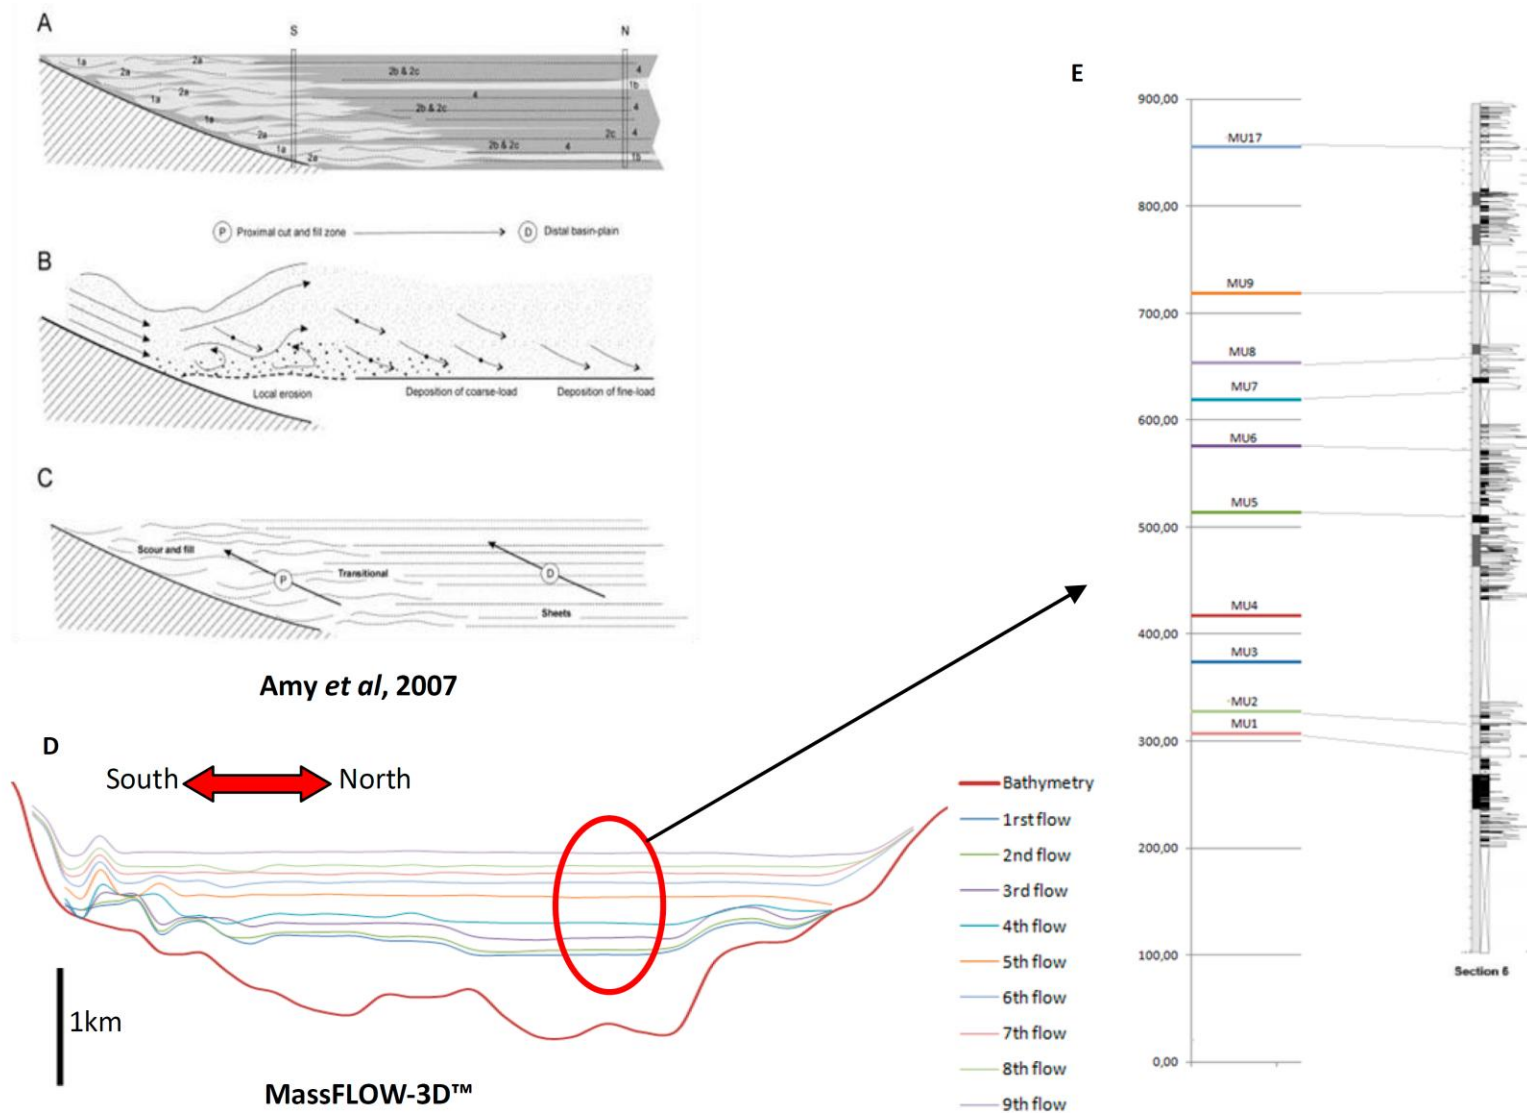 A
S
N
1a
2a
2a
2b & 2c
4
1b
1a
2a
4
2b & 2c
4
1a
2a
2c
4
1a
2a
2b & 2c
4
1b
P Proximal cut and fill zone
D Distal basin-plain
B
Local erosion
Deposition of coarse-load
Deposition of fine-load
C
Scour and fill
P
Transitional
D
Sheets
Amy et al, 2007
D
South
North
1km
MassFLOW-3D™
Bathymetry
1rst flow
2nd flow
3rd flow
4th flow
5th flow
6th flow
7th flow
8th flow
9th flow
E
900,00
MU17
800,00
MU9
700,00
MU8
MU7
600,00
MU6
MU5
500,00
MU4
400,00
MU3
MU2
MU1
300,00
200,00
100,00
0,00
Section 6